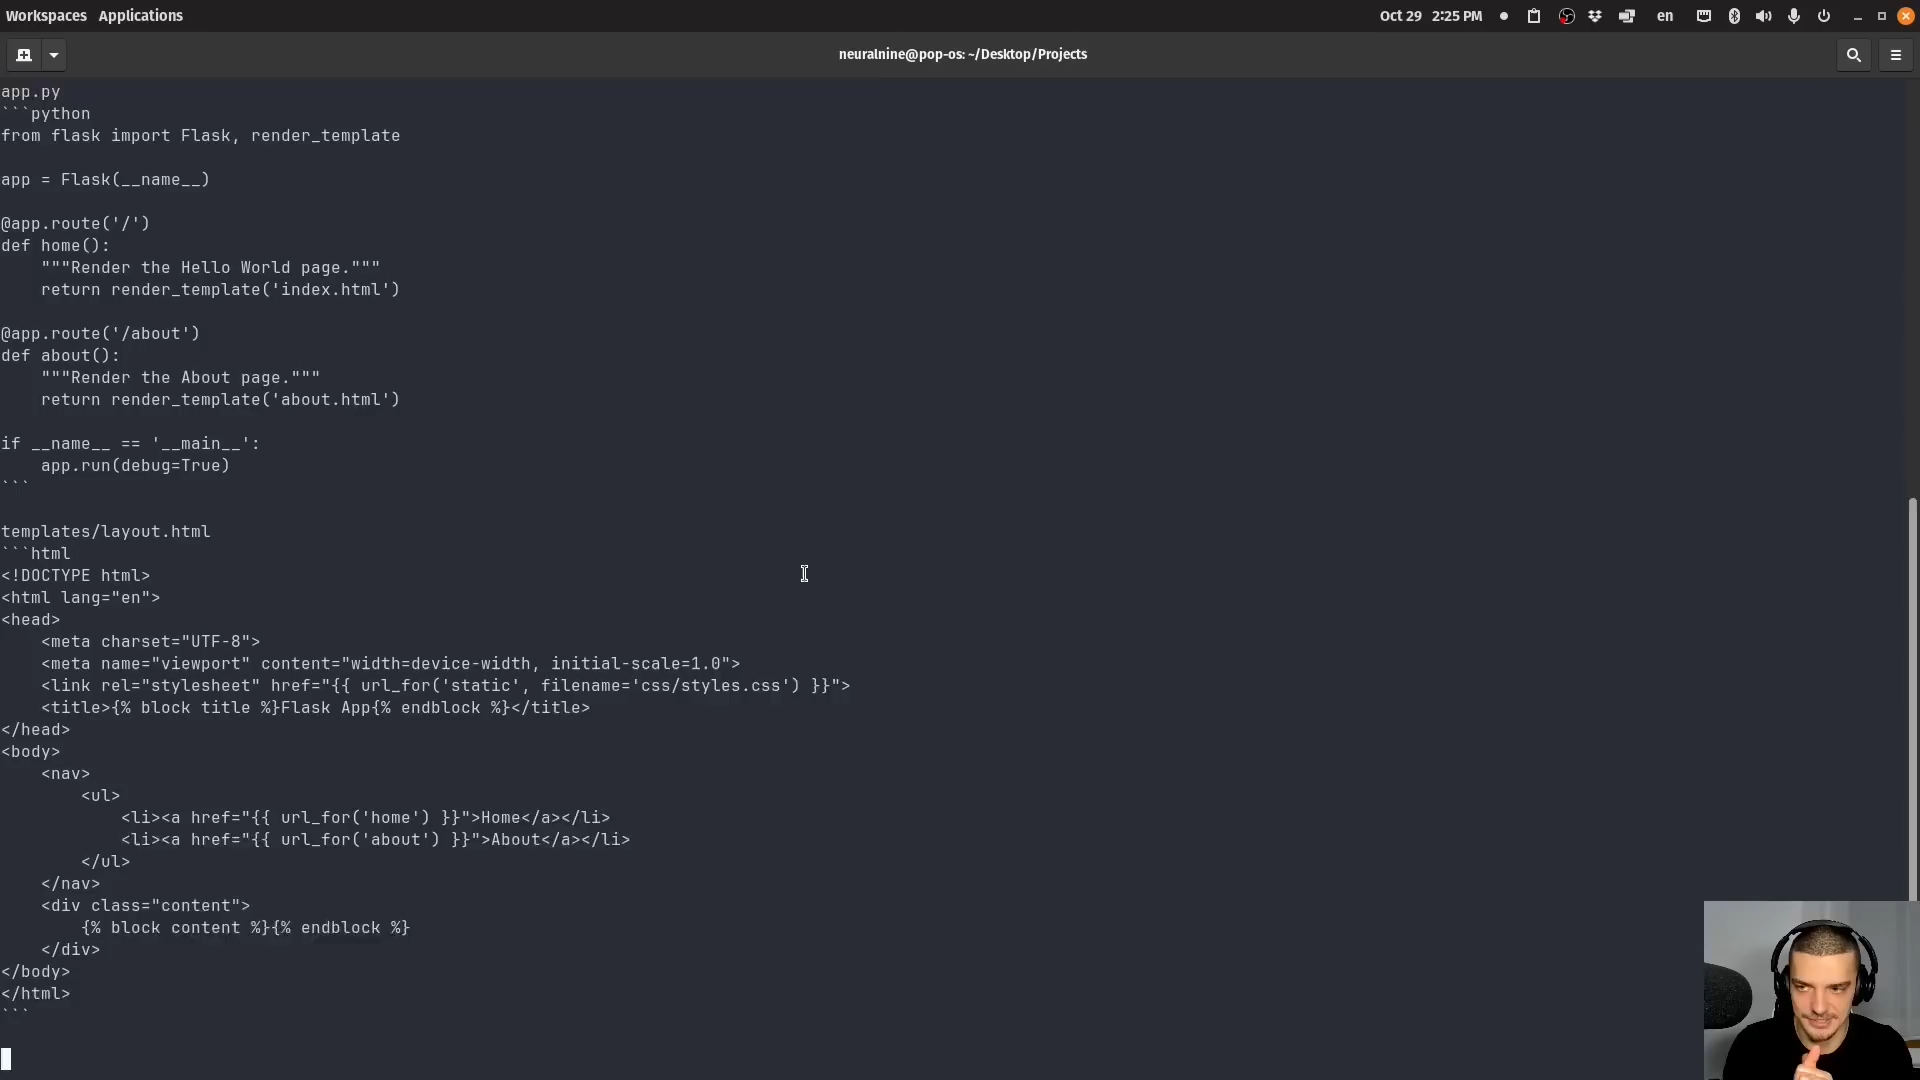 Workspaces Applications
Oct 29 2:25 PM
en
neuralnine@pop-os: ~/Desktop/Projects
app.py
```python
from flask import Flask, render_template

app = Flask(__name__)

@app.route('/')
def home():
    """Render the Hello World page."""
    return render_template('index.html')

@app.route('/about')
def about():
    """Render the About page."""
    return render_template('about.html')

if __name__ == '__main__':
    app.run(debug=True)
```

templates/layout.html
```html
<!DOCTYPE html>
<html lang="en">
<head>
    <meta charset="UTF-8">
    <meta name="viewport" content="width=device-width, initial-scale=1.0">
    <link rel="stylesheet" href="{{ url_for('static', filename='css/styles.css') }}">
    <title>{% block title %}Flask App{% endblock %}</title>
</head>
<body>
    <nav>
        <ul>
            <li><a href="{{ url_for('home') }}">Home</a></li>
            <li><a href="{{ url_for('about') }}">About</a></li>
        </ul>
    </nav>
    <div class="content">
        {% block content %}{% endblock %}
    </div>
</body>
</html>
```